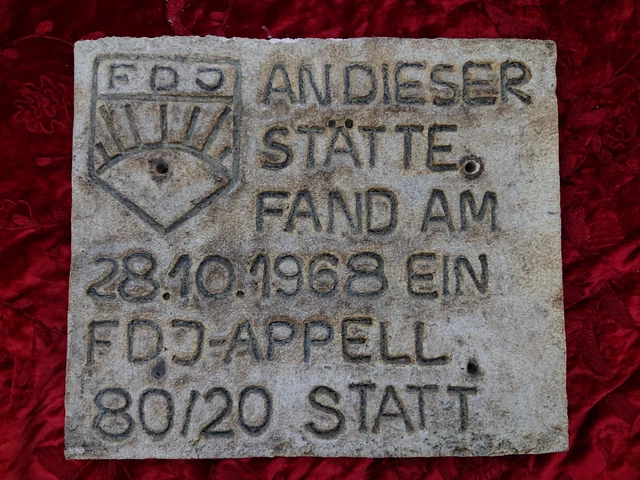 FDJ
AN DIESER
STÄTTE
FAND AM
28.10.1968 EIN
FDJ-APPELL
80/20 STATT